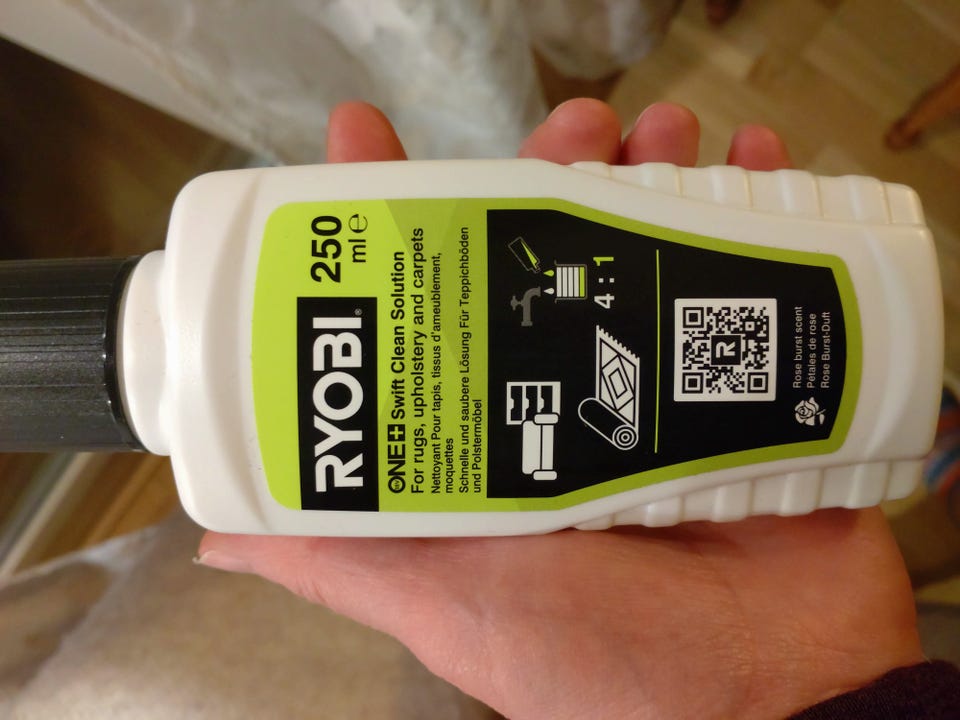 RYOBI®
250
ml ℮
18V ONE+ Swift Clean Solution
For rugs, upholstery and carpets
Nettoyant Pour tapis, tissus d'ameublement,
moquettes
Schnelle und saubere Lösung Für Teppichböden
und Polstermöbel
4 : 1
R
Rose burst scent
Pétales de rose
Rose Burst-Duft